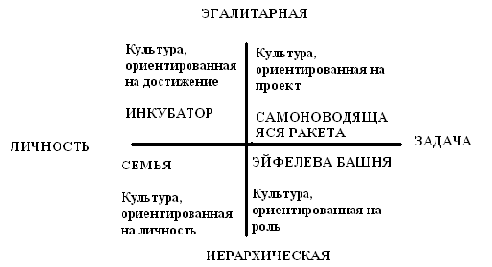 ЭГАЛИТАРНАЯ
Культура,
ориентированная
на достижение
ИНКУБАТОР
Культура,
ориентированная на
проект
САМОНОВОДЯЩА
ЯСЯ РАКЕТА
ЛИЧНОСТЬ
ЗАДАЧА
СЕМЬЯ
Культура,
ориентированная
на личность
ЭЙФЕЛЕВА БАШНЯ
Культура,
ориентированная на
роль
ИЕРАРХИЧЕСКАЯ